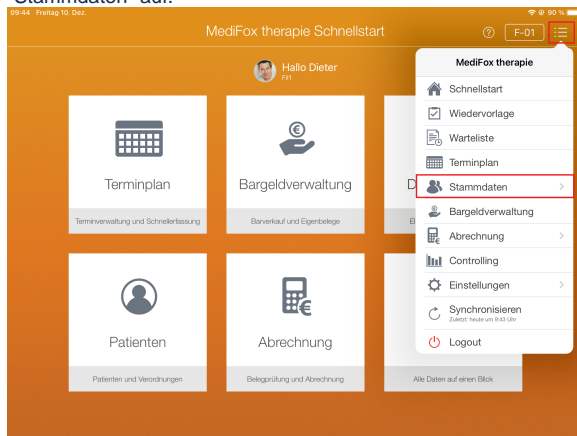 "Stammdaten" auf.
09:44 Freitag 10. Dez.
90 %
MediFox therapie Schnellstart
F-01
Hallo Dieter
Fil1
MediFox therapie
Schnellstart
Wiedervorlage
Warteliste
Terminplan
Stammdaten
Bargeldverwaltung
Abrechnung
Controlling
Einstellungen
Synchronisieren
Zuletzt: heute um 9:43 Uhr
Logout
Terminplan
Terminverwaltung und Schnellerfassung
Bargeldverwaltung
Barverkauf und Eigenbelege
D
Patienten
Patienten und Verordnungen
Abrechnung
Belegprüfung und Abrechnung
Alle Daten auf einen Blick